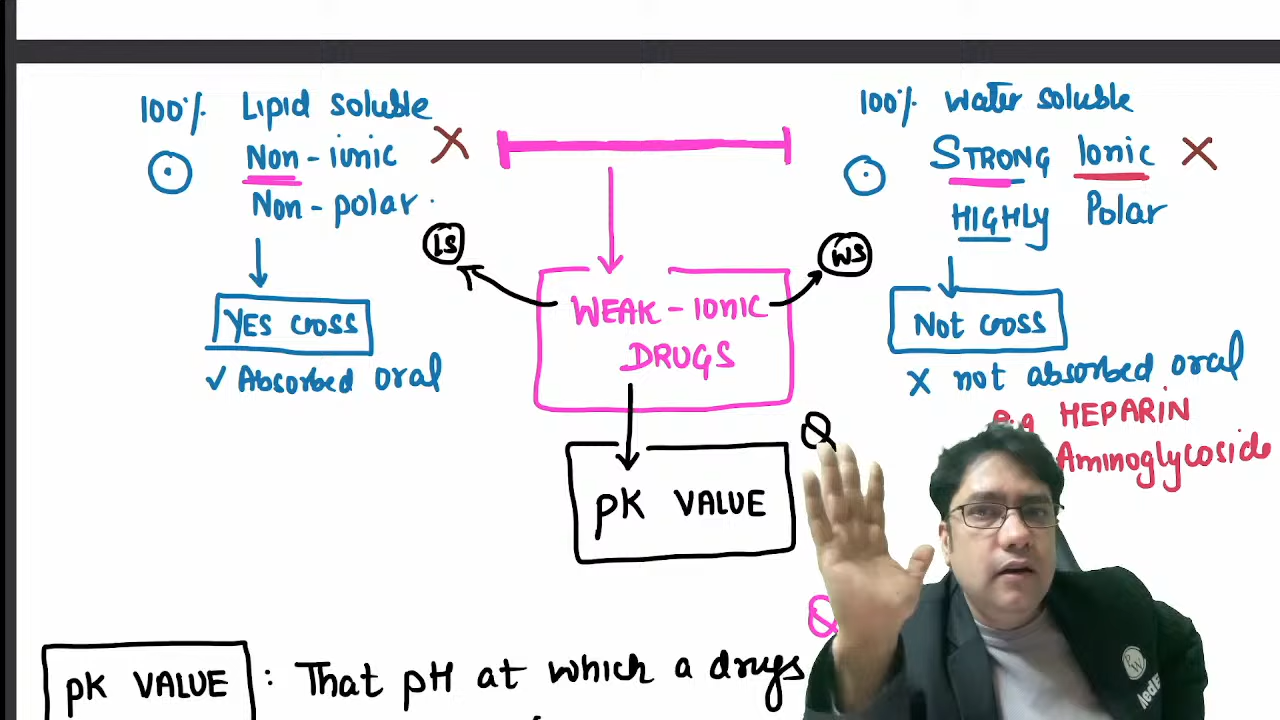 100% Lipid soluble
Non - ionic X
Non - polar
YES cross
✓ Absorbed oral
LS
WS
WEAK - IONIC
DRUGS
pK VALUE
100% Water soluble
STRONG Ionic X
HIGHly Polar
Not cross
X not absorbed oral
e.g HEPARIN
Aminoglycoside
Q
Q
pK VALUE : That pH at which a drugs
PW
MedE